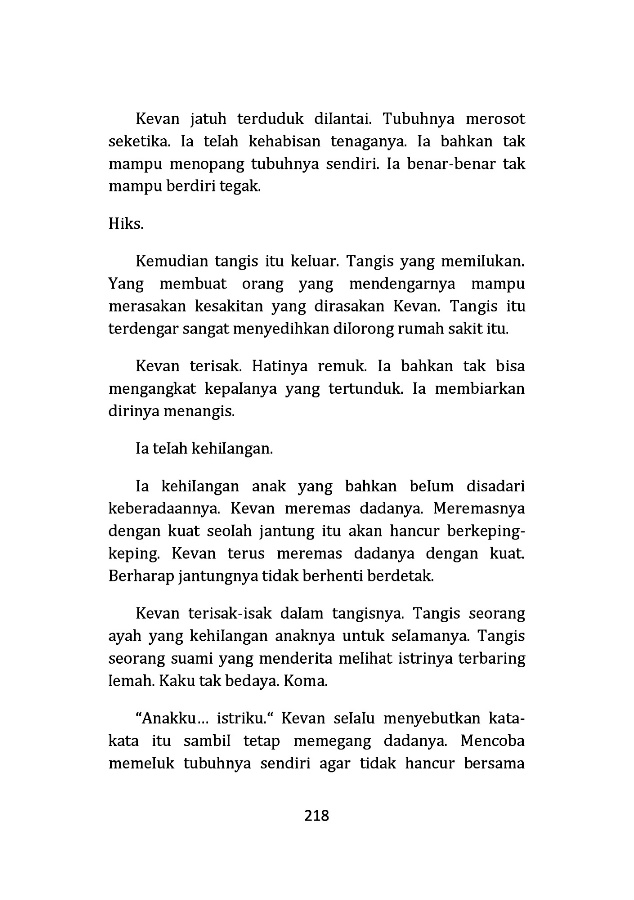 Kevan jatuh terduduk dilantai. Tubuhnya merosot
seketika. Ia telah kehabisan tenaganya. Ia bahkan tak
mampu menopang tubuhnya sendiri. Ia benar-benar tak
mampu berdiri tegak.
Hiks.
Kemudian tangis itu keluar. Tangis yang memilukan.
Yang membuat orang yang mendengarnya mampu
merasakan kesakitan yang dirasakan Kevan. Tangis itu
terdengar sangat menyedihkan dilorong rumah sakit itu.
Kevan terisak. Hatinya remuk. Ia bahkan tak bisa
mengangkat kepalanya yang tertunduk. Ia membiarkan
dirinya menangis.
Ia telah kehilangan.
Ia kehilangan anak yang bahkan belum disadari
keberadaannya. Kevan meremas dadanya. Meremasnya
dengan kuat seolah jantung itu akan hancur berkeping-
keping. Kevan terus meremas dadanya dengan kuat.
Berharap jantungnya tidak berhenti berdetak.
Kevan terisak-isak dalam tangisnya. Tangis seorang
ayah yang kehilangan anaknya untuk selamanya. Tangis
seorang suami yang menderita melihat istrinya terbaring
lemah. Kaku tak bedaya. Koma.
“Anakku... istriku.“ Kevan selalu menyebutkan kata-
kata itu sambil tetap memegang dadanya. Mencoba
memeluk tubuhnya sendiri agar tidak hancur bersama
218